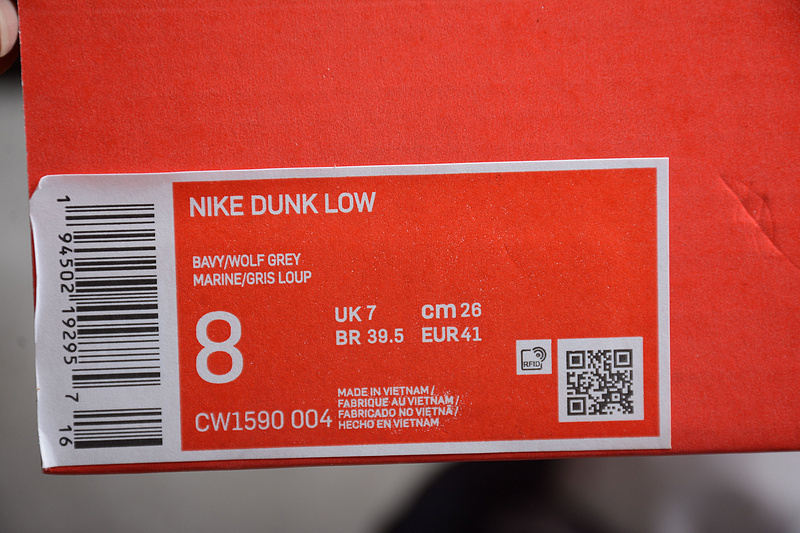 NIKE DUNK LOW
BAVY/WOLF GREY
MARINE/GRIS LOUP
8
UK 7
cm 26
BR 39.5
EUR 41
CW1590 004
MADE IN VIETNAM /
FABRIQUE AU VIETNAM /
FABRICADO NO VIETNÃ /
HECHO EN VIETNAM
RFID
1 94502 19295 7 16